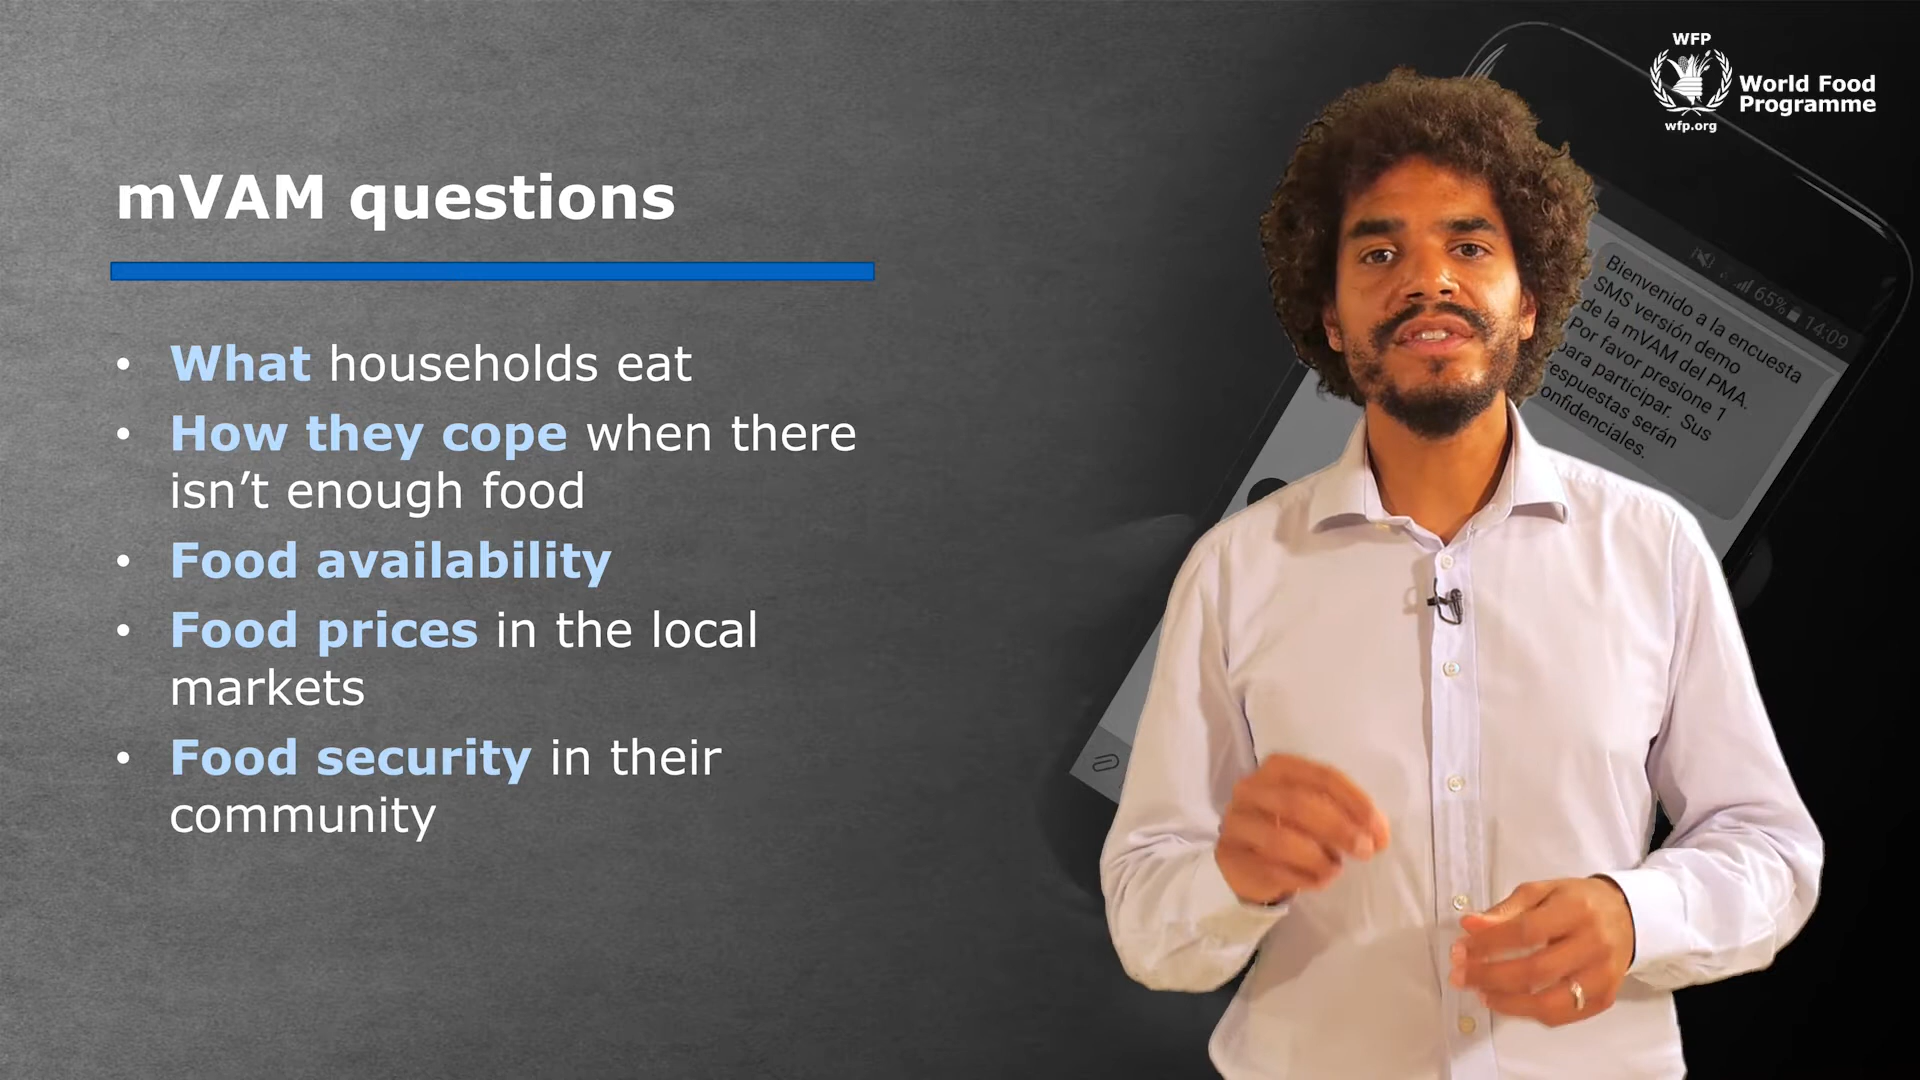 WFP
World Food
Programme
wfp.org
mVAM questions
• What households eat
• How they cope when there
isn’t enough food
• Food availability
• Food prices in the local
markets
• Food security in their
community
65% 14:09
Bienvenido a la encuesta
SMS versión demo
de la mVAM del PMA.
Por favor presione 1
para participar. Sus
respuestas serán
onfidenciales.